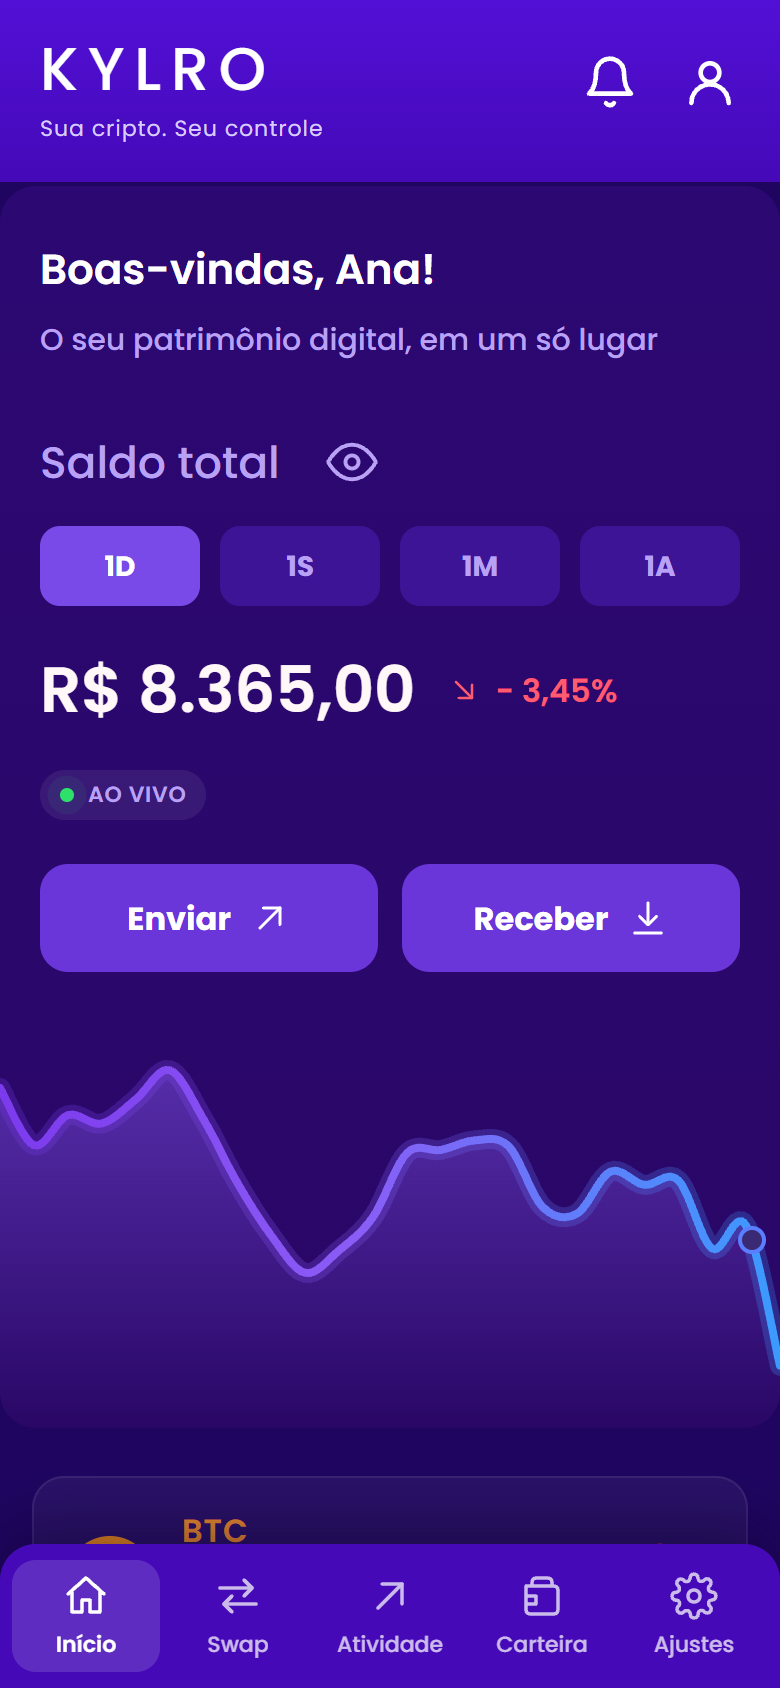 KYLRO
Sua cripto. Seu controle
Boas-vindas, Ana!
O seu patrimônio digital, em um só lugar
Saldo total
1D 1S 1M 1A
R$ 8.365,00 - 3,45%
AO VIVO
Enviar Receber
BTC
Início Swap Atividade Carteira Ajustes